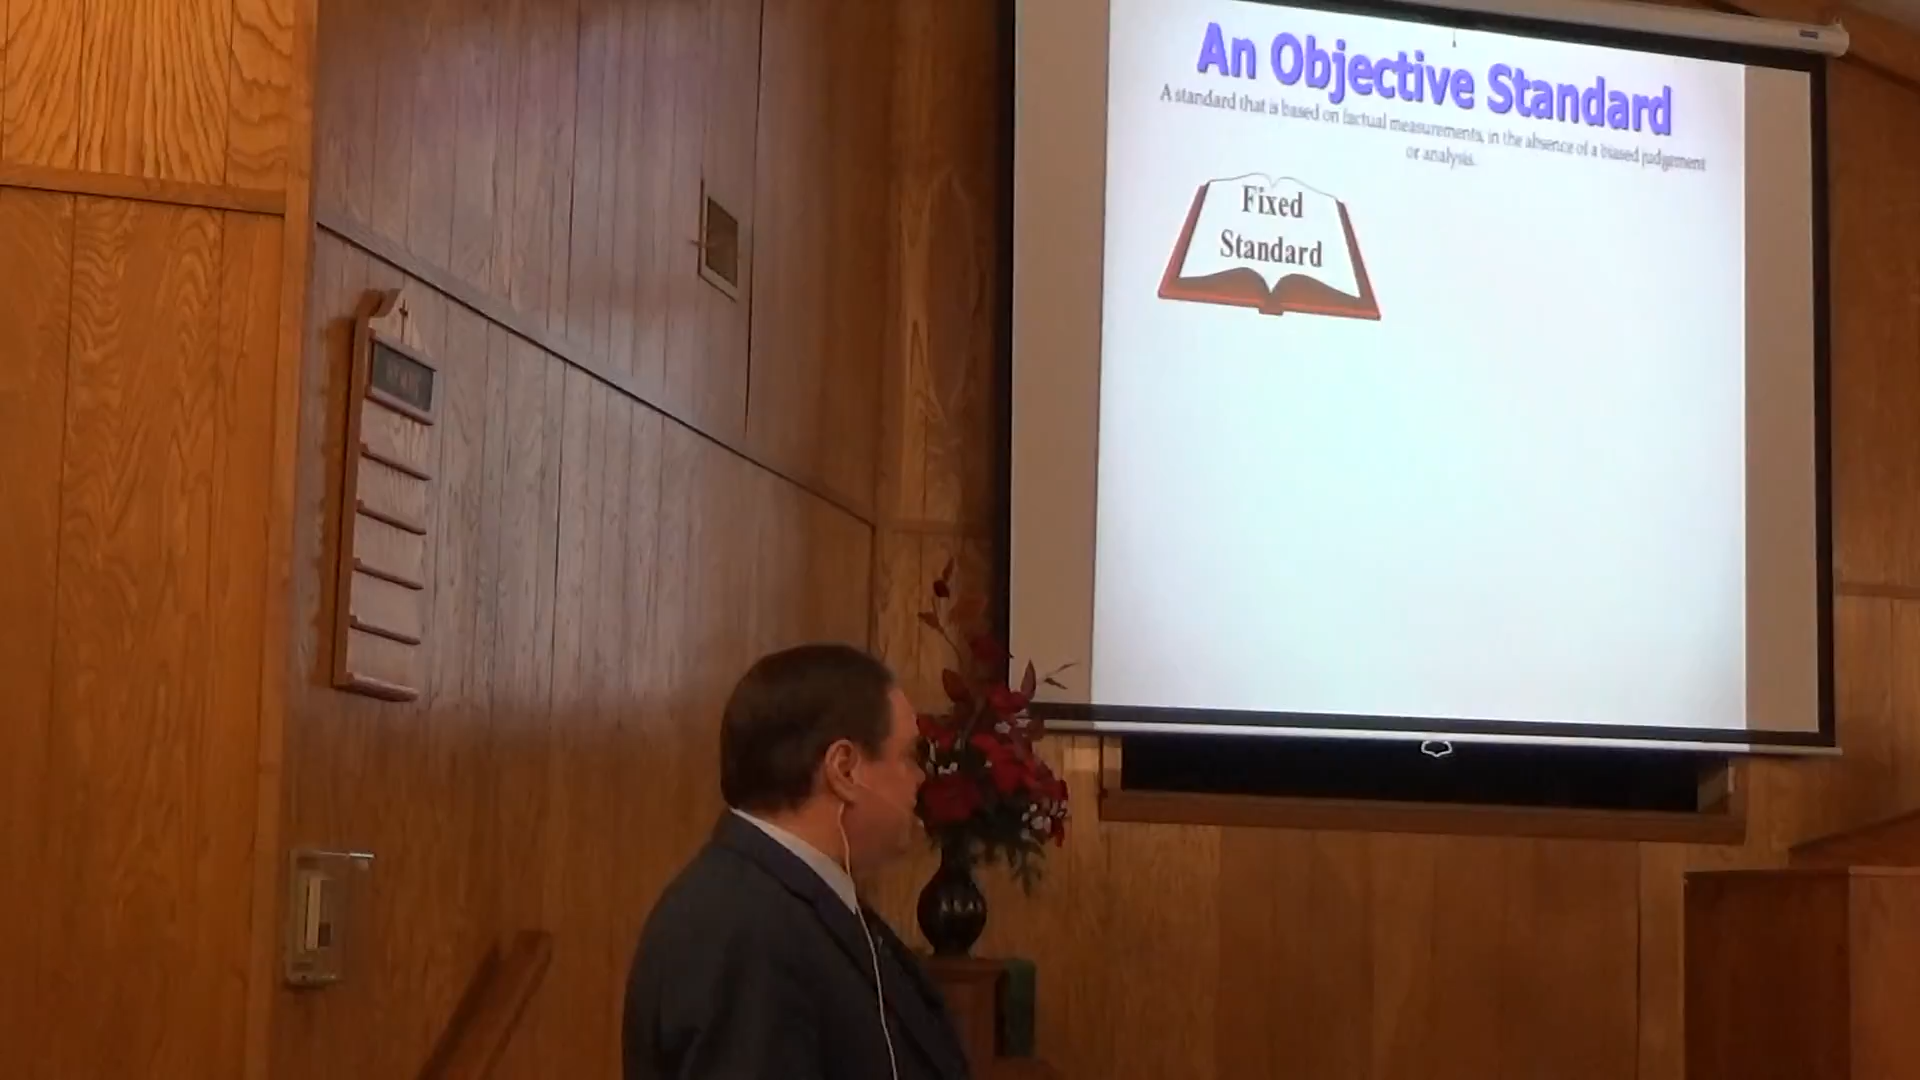 An Objective Standard
A standard that is based on factual measurements, in the absence of a biased judgement
or analysis.
Fixed
Standard